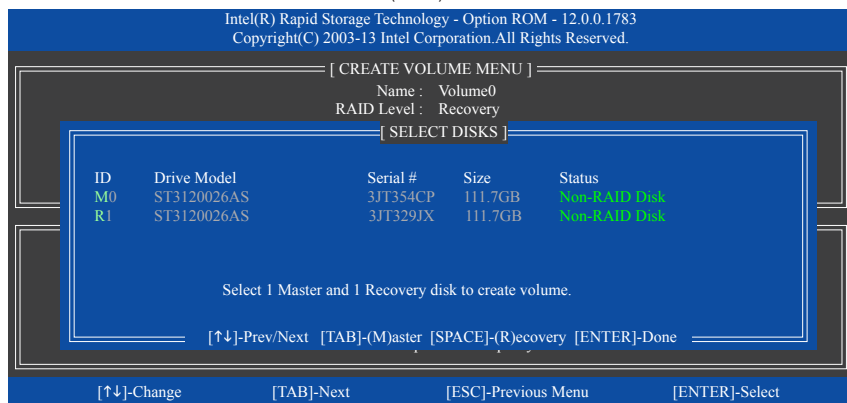 Intel(R) Rapid Storage Technology - Option ROM - 12.0.0.1783
Copyright(C) 2003-13 Intel Corporation.All Rights Reserved.
[ CREATE VOLUME MENU ]
Name : Volume0
RAID Level : Recovery
[ SELECT DISKS ]
ID Drive Model Serial # Size Status
M0 ST3120026AS 3JT354CP 111.7GB Non-RAID Disk
R1 ST3120026AS 3JT329JX 111.7GB Non-RAID Disk
Select 1 Master and 1 Recovery disk to create volume.
[↑↓]-Prev/Next [TAB]-(M)aster [SPACE]-(R)ecovery [ENTER]-Done
[↑↓]-Change [TAB]-Next [ESC]-Previous Menu [ENTER]-Select